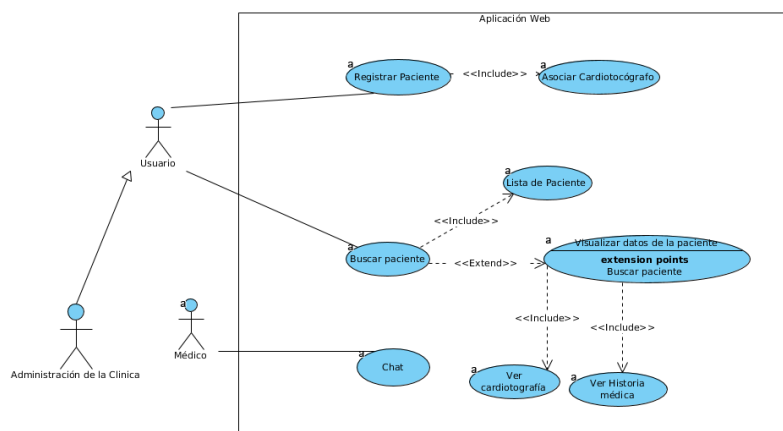 Aplicación Web
a
Registrar Paciente
<<Include>>
a
Asociar Cardiotocógrafo
Usuario
a
Lista de Paciente
<<Include>>
a
Buscar paciente
<<Extend>>
a
Visualizar datos de la paciente
extension points
Buscar paciente
<<Include>>
<<Include>>
Administración de la Clinica
a
Médico
a
Chat
a
Ver
cardiotografía
a
Ver Historia
médica